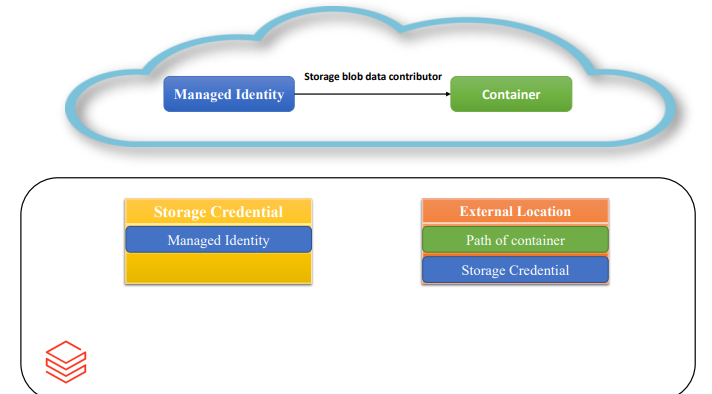 Storage blob data contributor
Managed Identity
Container
Storage Credential
Managed Identity
External Location
Path of container
Storage Credential